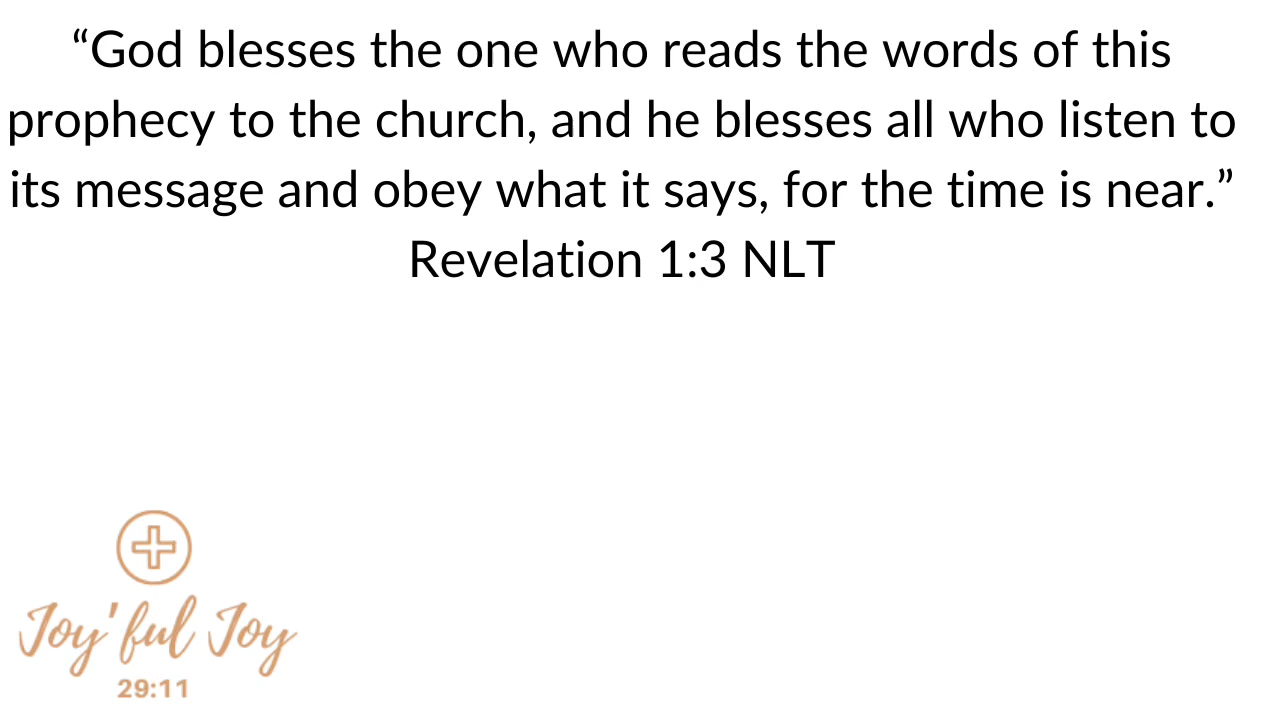 “God blesses the one who reads the words of this
prophecy to the church, and he blesses all who listen to
its message and obey what it says, for the time is near.”
Revelation 1:3 NLT
Joy'ful Joy
29:11